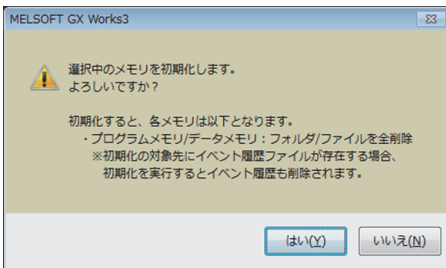 MELSOFT GX Works3
選択中のメモリを初期化します。
よろしいですか？
初期化すると、各メモリは以下となります。
・プログラムメモリ/データメモリ：フォルダ/ファイルを全削除
※初期化の対象先にイベント履歴ファイルが存在する場合、
初期化を実行するとイベント履歴も削除されます。
はい(Y)
いいえ(N)